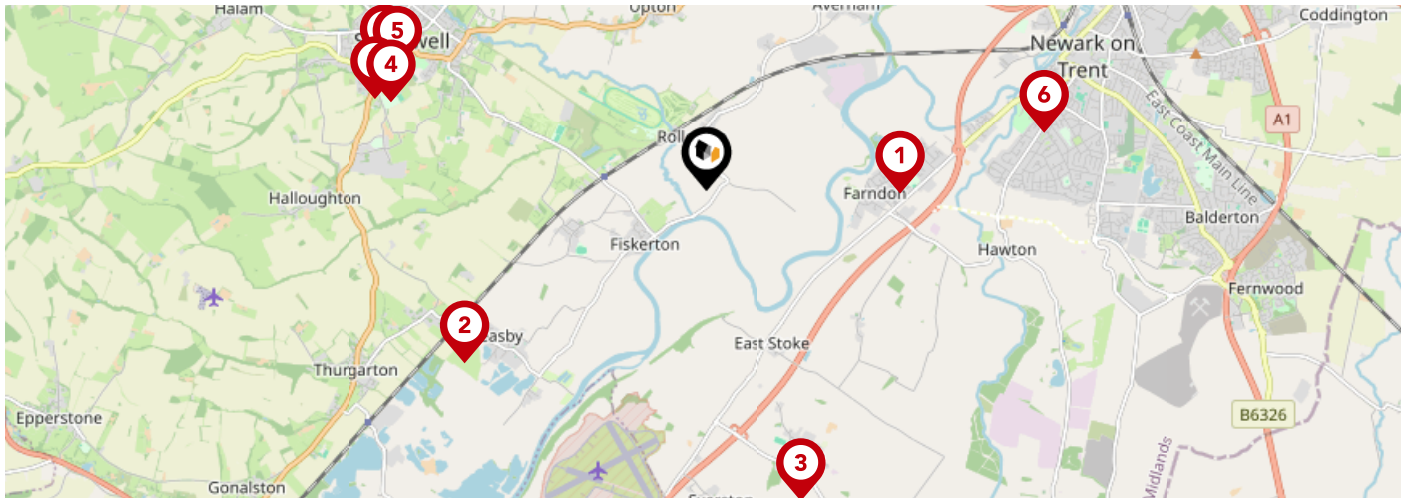 Halam
Upton
Averham
Coddington
5
Newark on
Trent
4
6
A1
East Coast Main Line
1
Farndon
Halloughton
Balderton
Fiskerton
Hawton
Fernwood
2
East Stoke
Thurgarton
Epperstone
B6326
3
Midlands
Gonalston